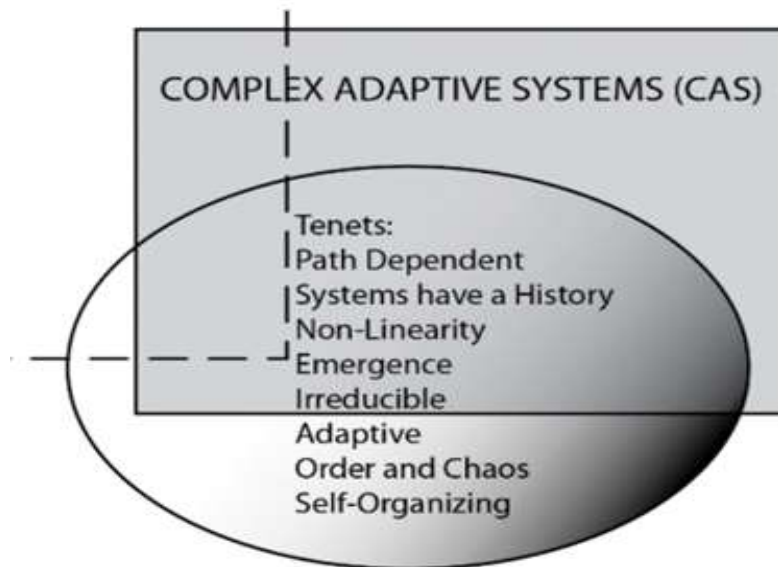 COMPLEX ADAPTIVE SYSTEMS (CAS)
Tenets:
Path Dependent
Systems have a History
Non-Linearity
Emergence
Irreducible
Adaptive
Order and Chaos
Self-Organizing